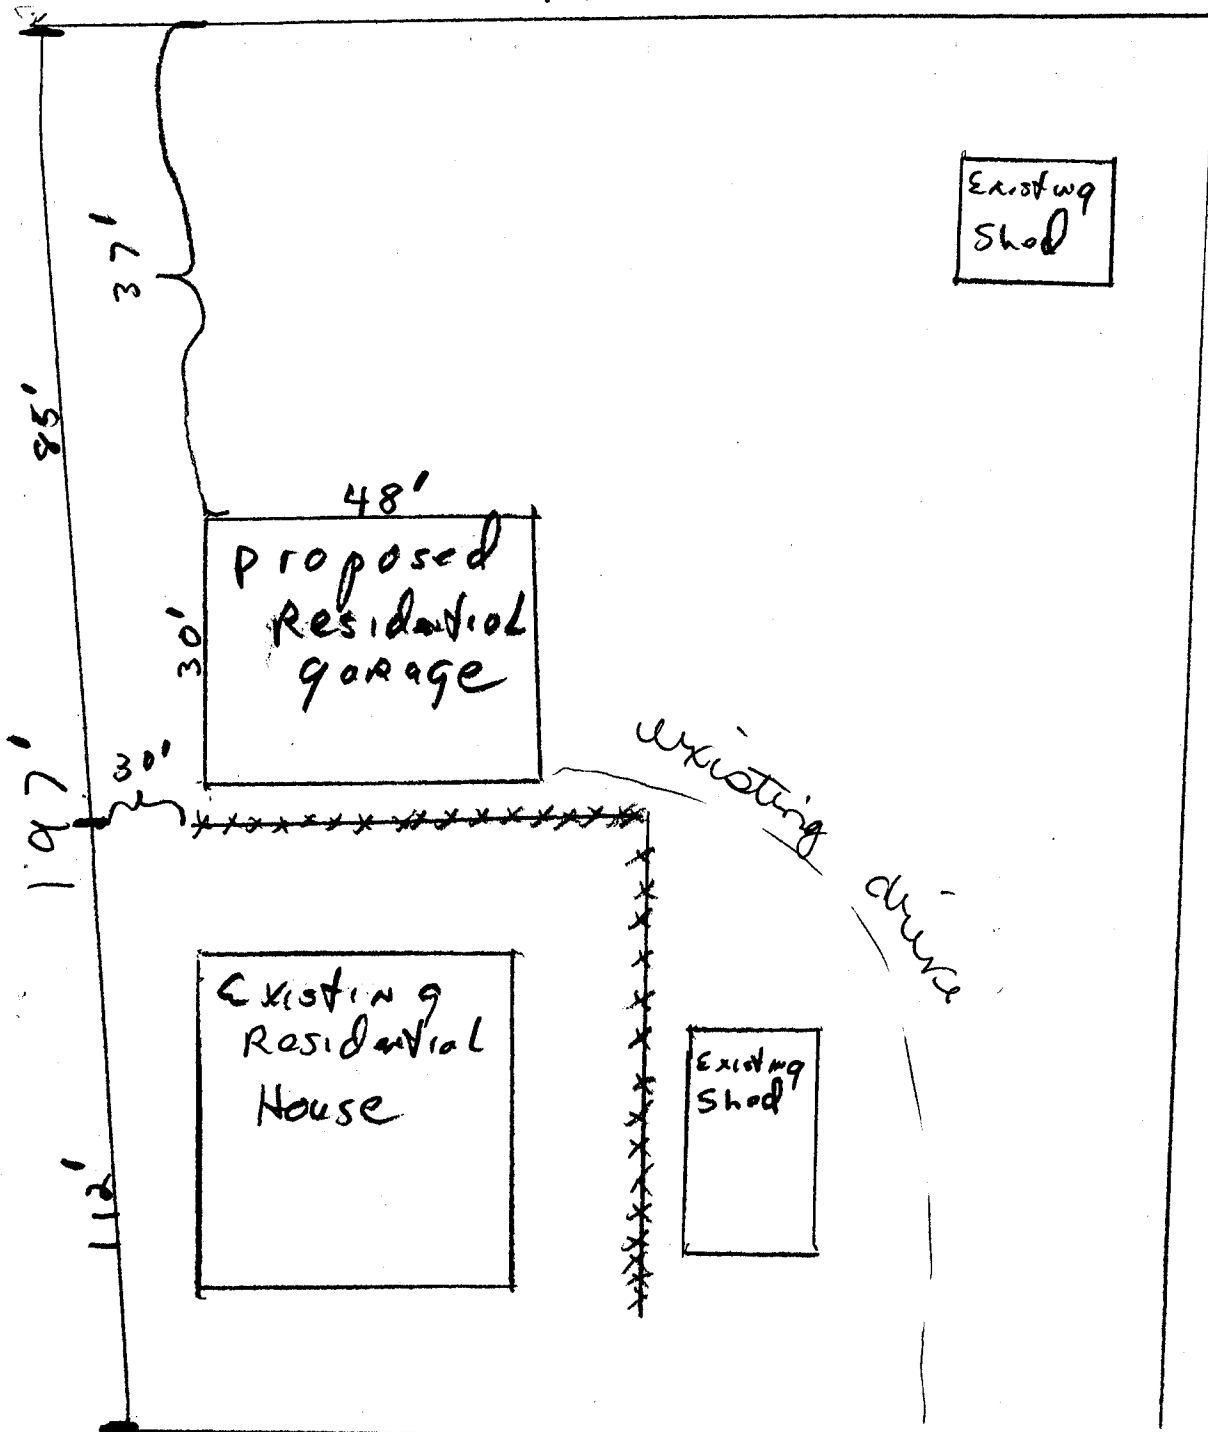 Existing
Shed
37'
85'
48'
proposed
Residential
garage
30'
30'
197'
existing drive
Existing
Residential
House
Existing
Shed
112'